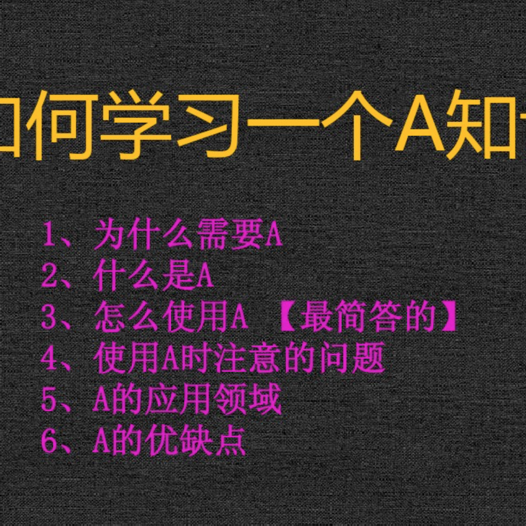 如何学习一个A知
1、为什么需要A
2、什么是A
3、怎么使用A 【最简答的】
4、使用A时注意的问题
5、A的应用领域
6、A的优缺点